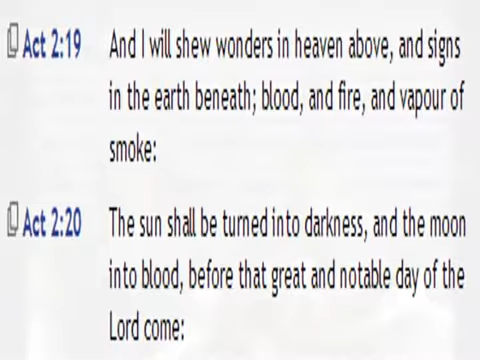 Act 2:19 And I will shew wonders in heaven above, and signs
in the earth beneath; blood, and fire, and vapour of
smoke:
Act 2:20 The sun shall be turned into darkness, and the moon
into blood, before that great and notable day of the
Lord come: